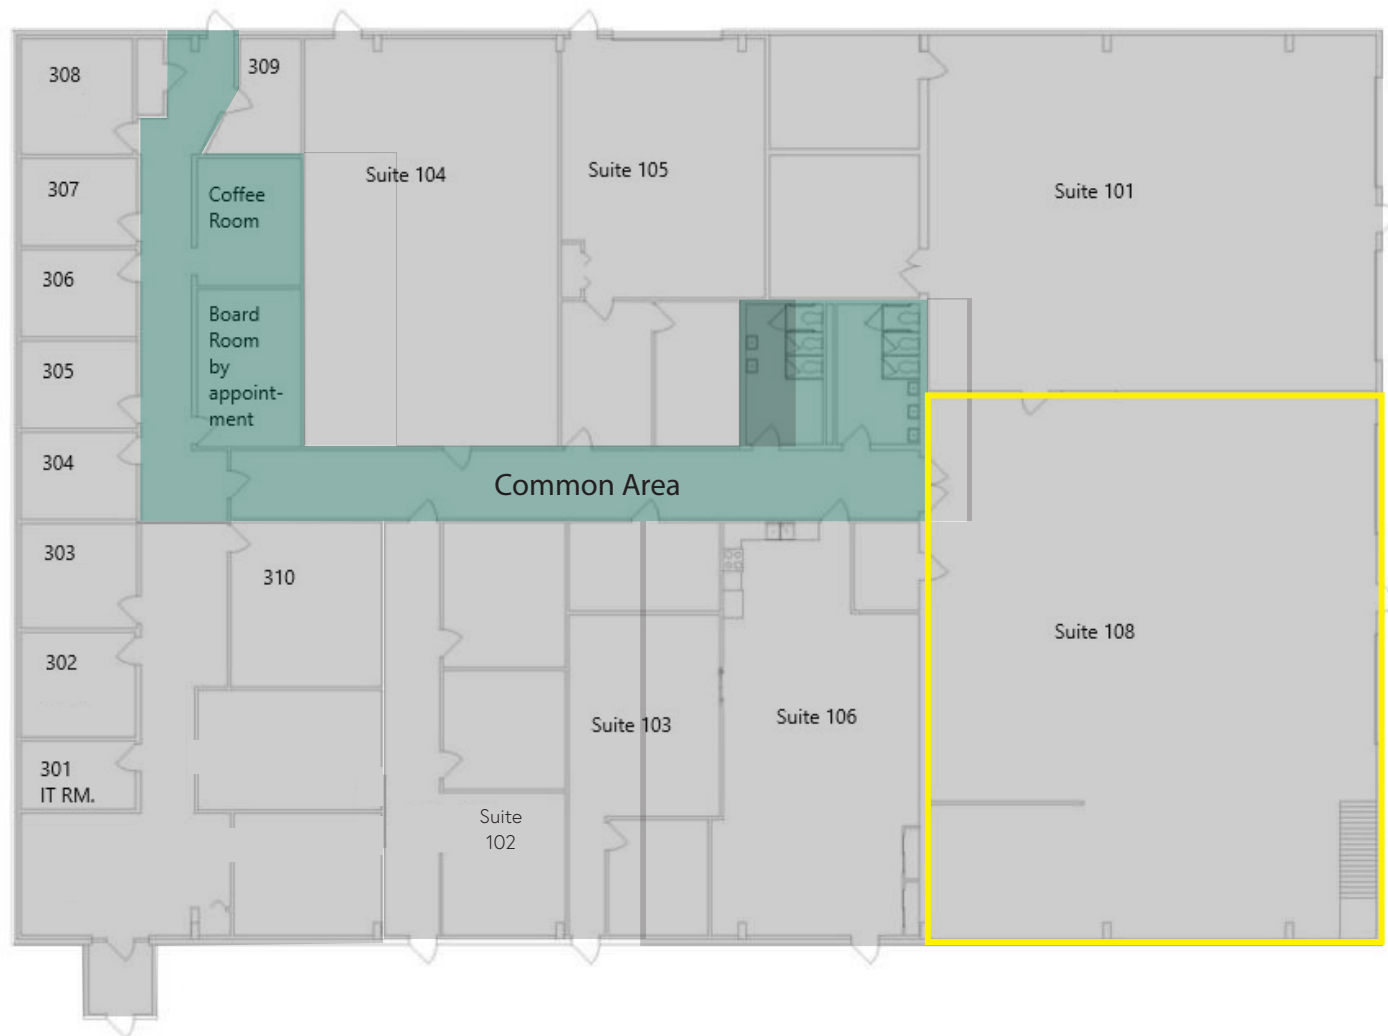 308
309
307
Coffee
Room
Suite 104
Suite 105
Suite 101
306
Board
Room
by
appoint-
ment
305
304
Common Area
303
310
302
Suite 108
301
IT RM.
Suite
102
Suite 103
Suite 106